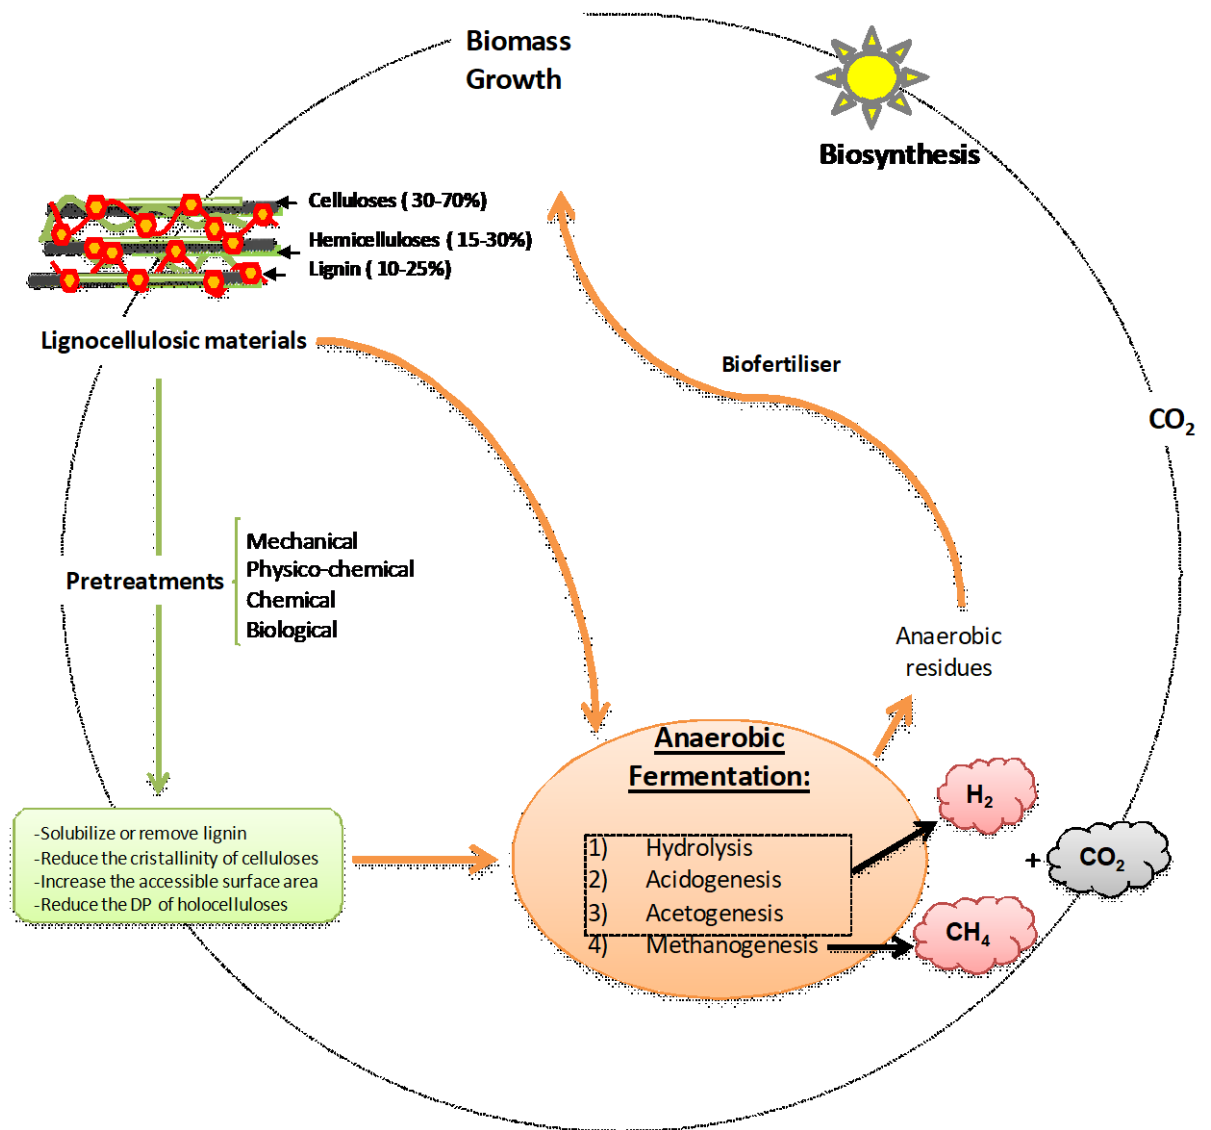 Biomass
Growth
Biosynthesis
Celluloses ( 30-70%)
Hemicelluloses ( 15-30%)
Lignin ( 10-25%)
Lignocellulosic materials
Biofertiliser
CO₂
Pretreatments
Mechanical
Physico-chemical
Chemical
Biological
Anaerobic
residues
-Solubilize or remove lignin
-Reduce the cristallinity of celluloses
-Increase the accessible surface area
-Reduce the DP of holocelluloses
Anaerobic
Fermentation:
1) Hydrolysis
2) Acidogenesis
3) Acetogenesis
4) Methanogenesis
H₂
+
CO₂
CH₄